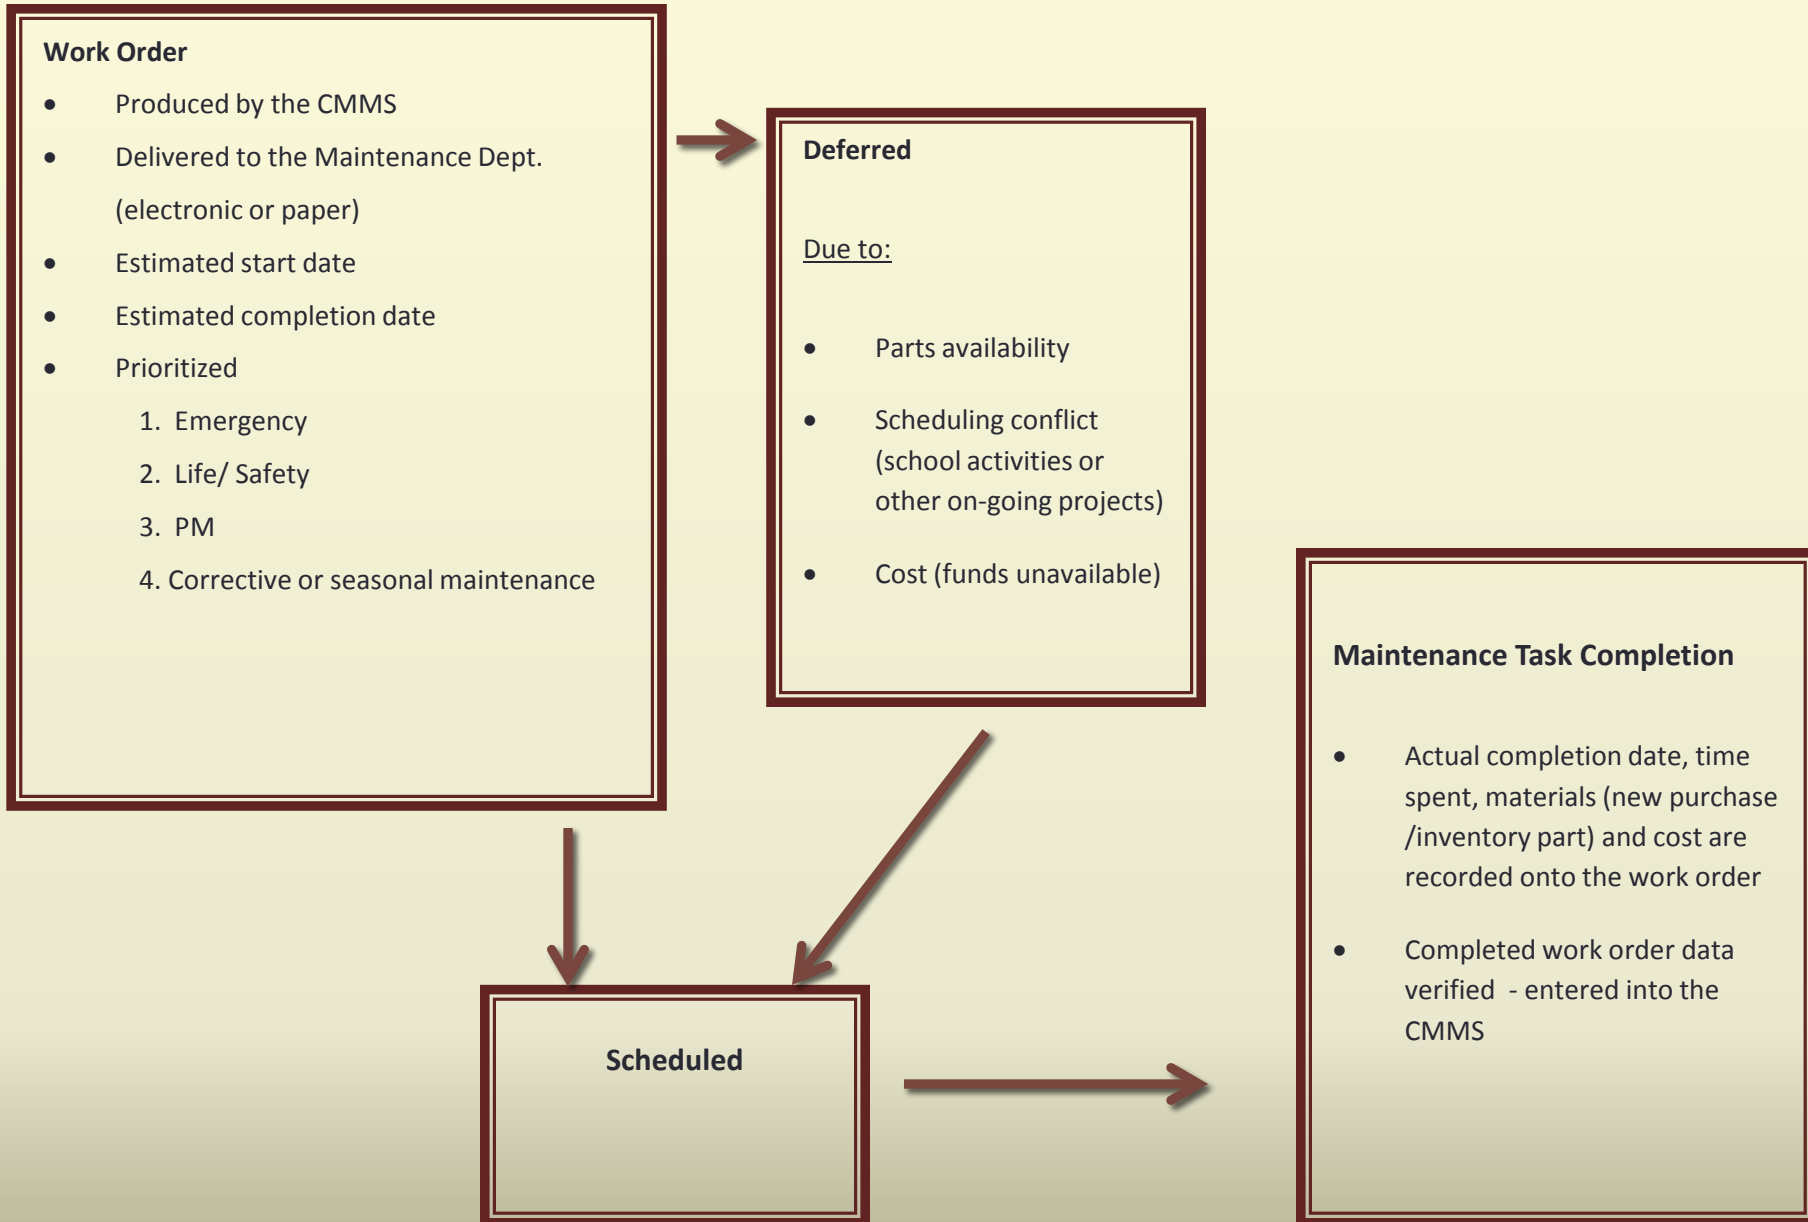 Work Order
• Produced by the CMMS
• Delivered to the Maintenance Dept.
(electronic or paper)
• Estimated start date
• Estimated completion date
• Prioritized
1. Emergency
2. Life/ Safety
3. PM
4. Corrective or seasonal maintenance
Deferred
Due to:
• Parts availability
• Scheduling conflict
(school activities or
other on-going projects)
• Cost (funds unavailable)
Scheduled
Maintenance Task Completion
• Actual completion date, time
spent, materials (new purchase
/inventory part) and cost are
recorded onto the work order
• Completed work order data
verified - entered into the
CMMS